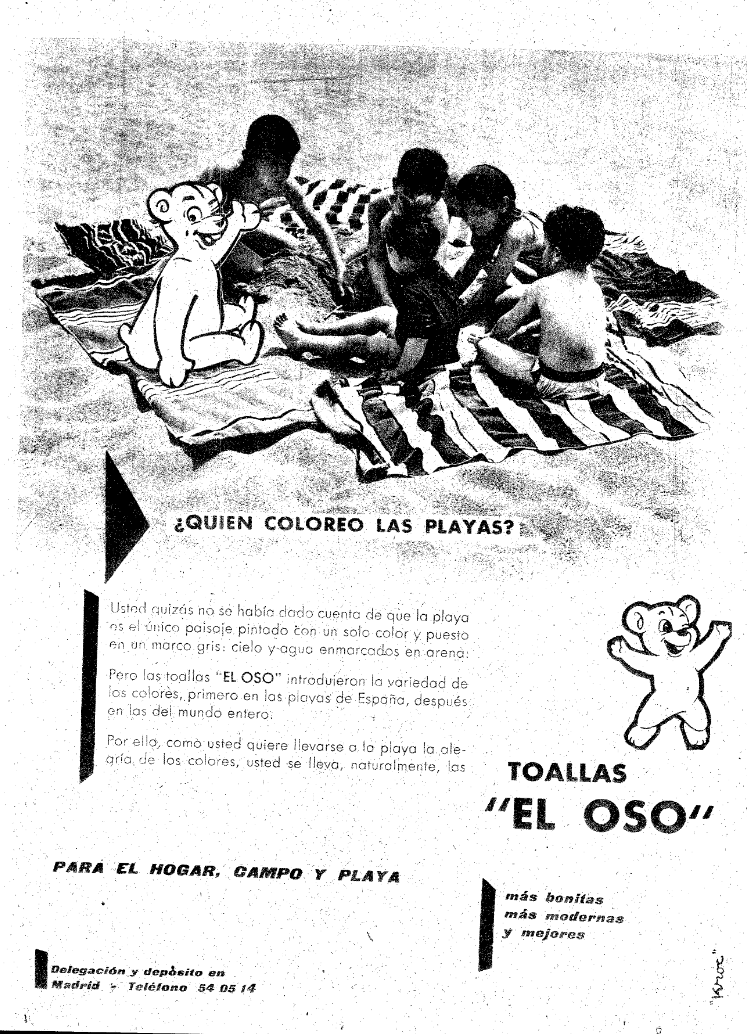 ¿QUIEN COLOREO LAS PLAYAS?
Usted quizás no se había dado cuenta de que la playa
es el único paisaje pintado con un solo color y puesto
en un marco gris: cielo y agua enmarcados en arena.
Pero las toallas "EL OSO" introdujeron la variedad de
los colores, primero en las playas de España, después
en las del mundo entero.
Por ello, como usted quiere llevarse a la playa la ale-
gría de los colores, usted se lleva, naturalmente, las
TOALLAS
"EL OSO"
PARA EL HOGAR, CAMPO Y PLAYA
más bonitas
más modernas
y mejores
Delegación y depósito en
Madrid - Teléfono 54 05 14
"Kroc"